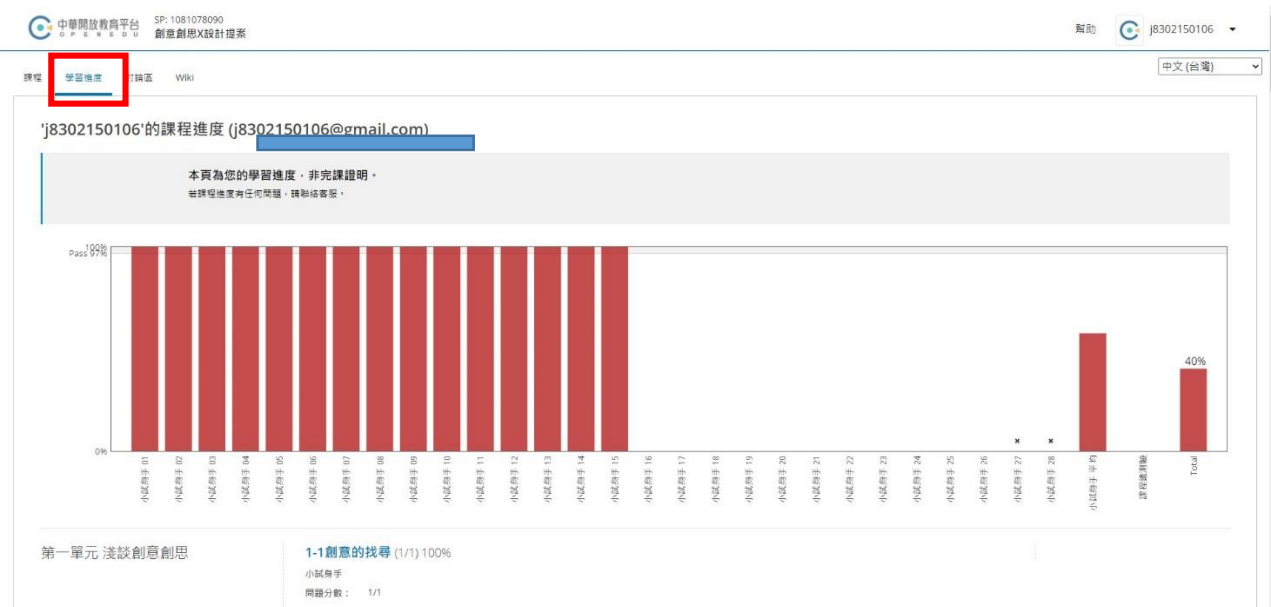 中華開放教育平台
OPENEDU
SP: 1081078090
創意創思X設計提案
幫助
j8302150106
課程
學習進度
討論區
Wiki
中文 (台灣)
'j8302150106'的課程進度 (j8302150106@gmail.com)
本頁為您的學習進度，非完課證明。
若課程進度有任何問題，請聯絡客服。
100%
Pass 97%
0%
40%
小試身手 01
小試身手 02
小試身手 03
小試身手 04
小試身手 05
小試身手 06
小試身手 07
小試身手 08
小試身手 09
小試身手 10
小試身手 11
小試身手 12
小試身手 13
小試身手 14
小試身手 15
小試身手 16
小試身手 17
小試身手 18
小試身手 19
小試身手 20
小試身手 21
小試身手 22
小試身手 23
小試身手 24
小試身手 25
小試身手 26
小試身手 27
小試身手 28
小試身手 平均
課程總測驗
Total
第一單元 淺談創意創思
1-1創意的找尋 (1/1) 100%
小試身手
問題分數： 1/1